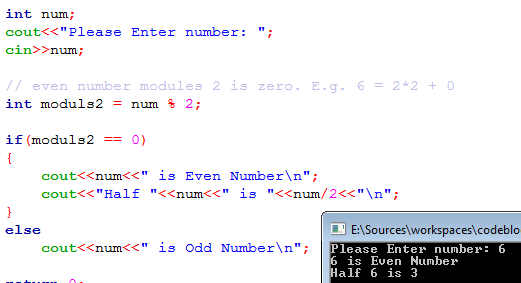 int num;
cout<<"Please Enter number: ";
cin>>num;
// even number modules 2 is zero. E.g. 6 = 2*2 + 0
int moduls2 = num % 2;
if(moduls2 == 0)
{
cout<<num<<" is Even Number\n";
cout<<"Half "<<num<<" is "<<num/2<<"\n";
}
else
cout<<num<<" is Odd Number\n";
return 0;
E:\Sources\workspaces\codeblo
Please Enter number: 6
6 is Even Number
Half 6 is 3